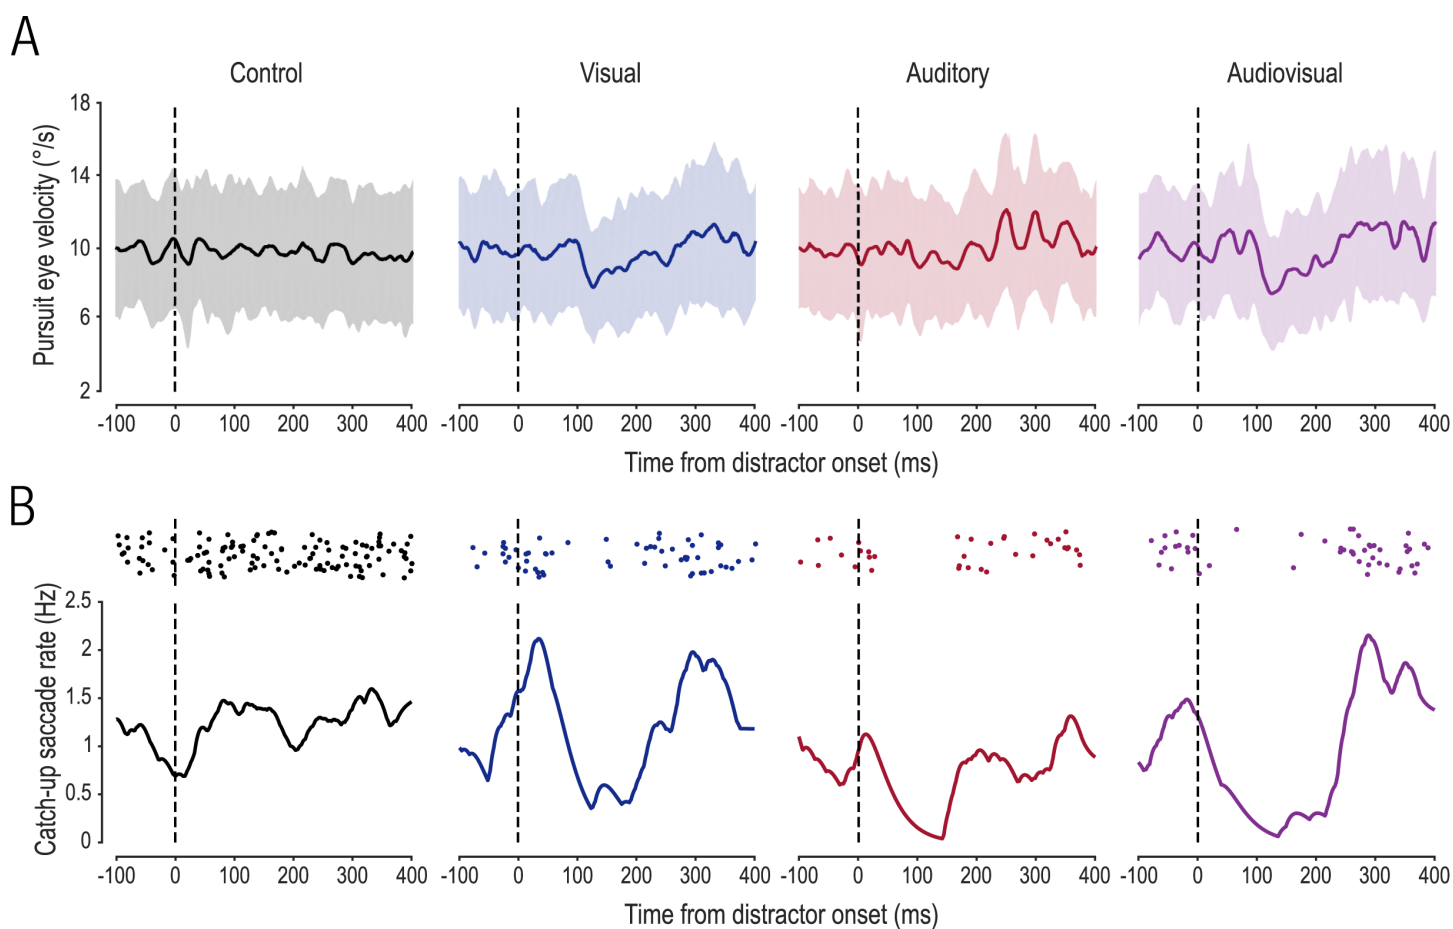 A
Control Visual Auditory Audiovisual
Pursuit eye velocity (°/s)
18
14
10
6
2
-100 0 100 200 300 400 -100 0 100 200 300 400 -100 0 100 200 300 400 -100 0 100 200 300 400
Time from distractor onset (ms)
B
Catch-up saccade rate (Hz)
2.5
2
1.5
1
0.5
0
-100 0 100 200 300 400 -100 0 100 200 300 400 -100 0 100 200 300 400 -100 0 100 200 300 400
Time from distractor onset (ms)